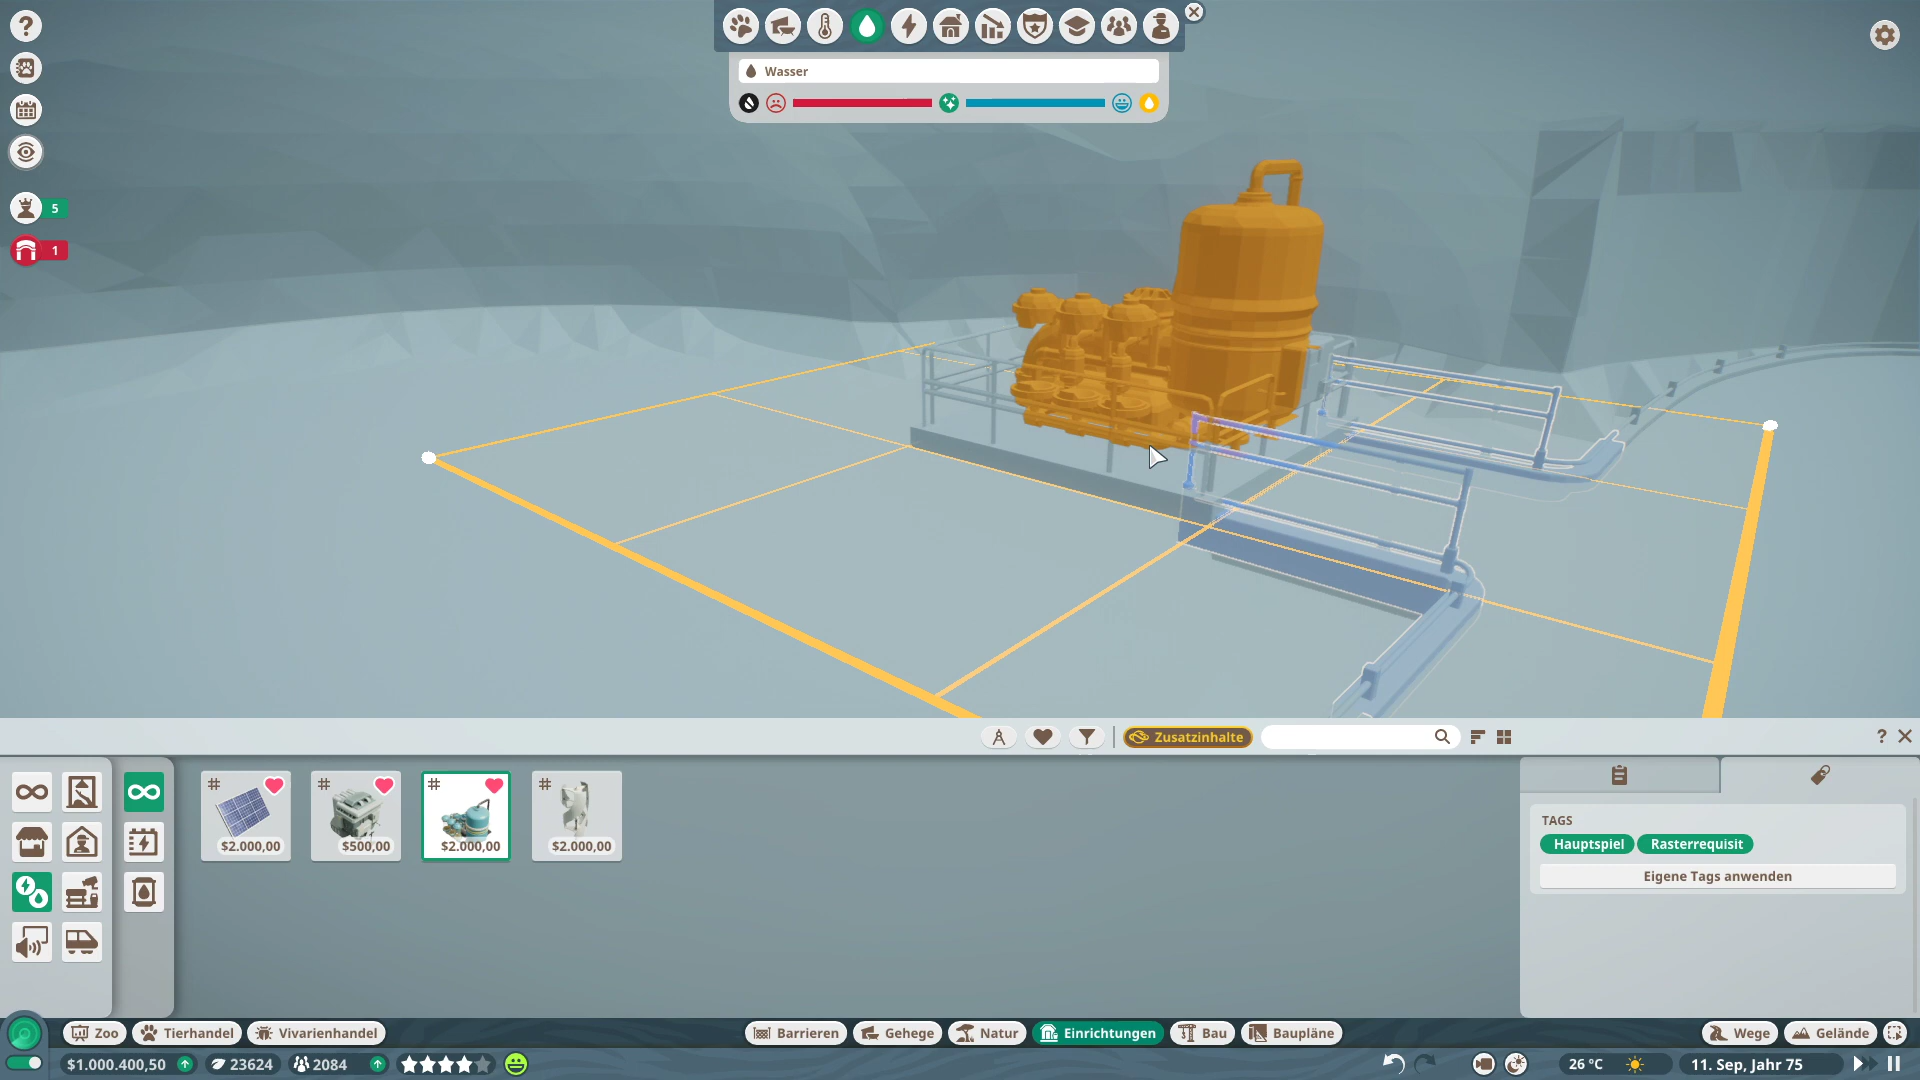 Wasser
5
1
Zusatzinhalte
$2.000,00
$500,00
$2.000,00
$2.000,00
TAGS
Hauptspiel
Rasterrequisit
Eigene Tags anwenden
Zoo
Tierhandel
Vivarienhandel
Barrieren
Gehege
Natur
Einrichtungen
Bau
Baupläne
Wege
Gelände
$1.000.400,50
23624
2084
26 °C
11. Sep, Jahr 75